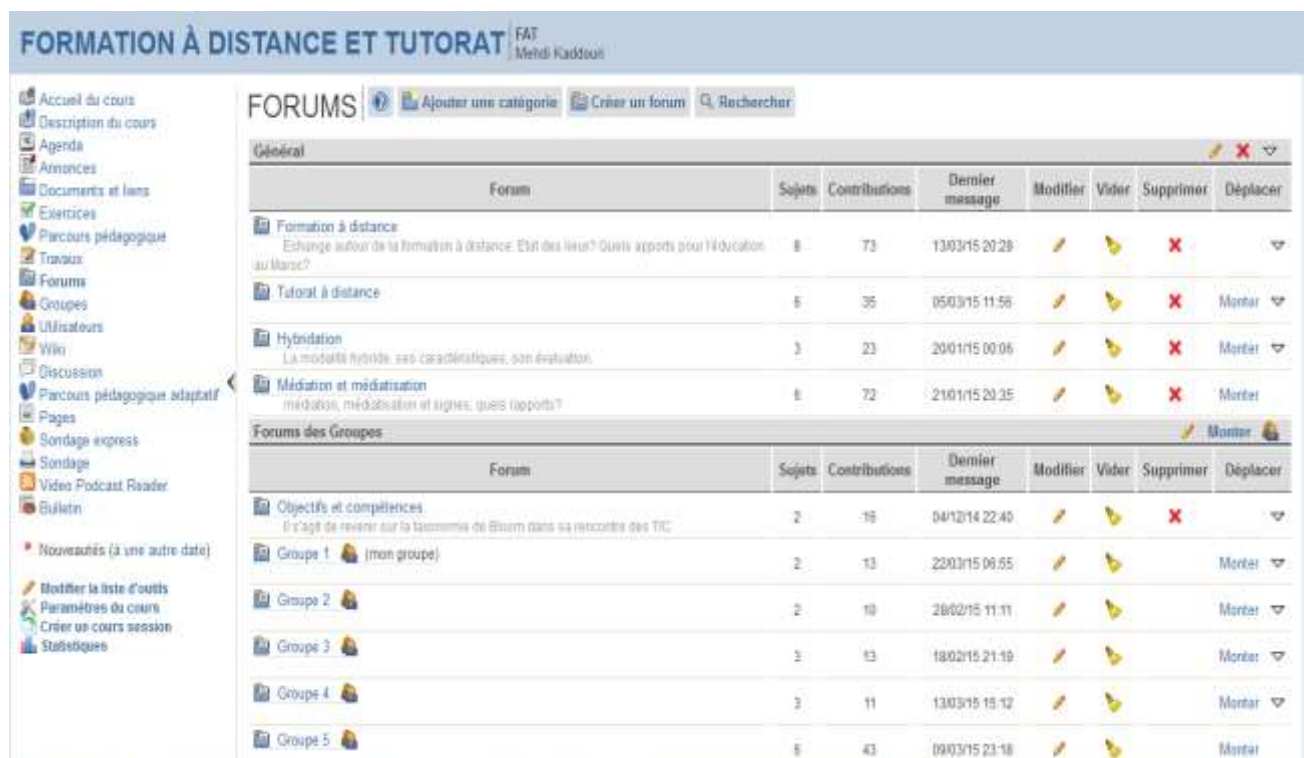 FORMATION À DISTANCE ET TUTORAT
FAT
Mehdi Kaddouri
Accueil du cours
Description du cours
Agenda
Annonces
Documents et liens
Exercices
Parcours pédagogique
Travaux
Forums
Groupes
Utilisateurs
Wiki
Discussion
Parcours pédagogique adaptatif
Pages
Sondage express
Sondage
Video Podcast Reader
Bulletin
* Nouveautés (à une autre date)
Modifier la liste d'outils
Paramètres du cours
Créer un cours session
Statistiques
FORUMS Ajouter une catégorie Créer un forum Rechercher
Général
Forum Sujets Contributions Dernier message Modifier Vider Supprimer Déplacer
Formation à distance 8 73 13/03/15 20:28
Echange autour de la formation à distance. Etat des lieux? Quels apports pour l'éducation
au Maroc?
Tutorat à distance 6 35 05/03/15 11:56 Monter
Hybridation 3 23 20/01/15 00:06 Monter
La modalité hybride, ses caractéristiques, son évaluation.
Médiation et médiatisation 6 72 21/01/15 20:35 Monter
médiation, médiatisation et signes, quels rapports?
Forums des Groupes Monter
Forum Sujets Contributions Dernier message Modifier Vider Supprimer Déplacer
Objectifs et compétences 2 16 04/12/14 22:40
Il s'agit de revenir sur la taxonomie de Bloom dans sa rencontre des TIC
Groupe 1 (mon groupe) 2 13 22/03/15 06:55 Monter
Groupe 2 2 10 28/02/15 11:11 Monter
Groupe 3 3 13 18/02/15 21:19 Monter
Groupe 4 3 11 13/03/15 15:12 Monter
Groupe 5 6 43 09/03/15 23:18 Monter